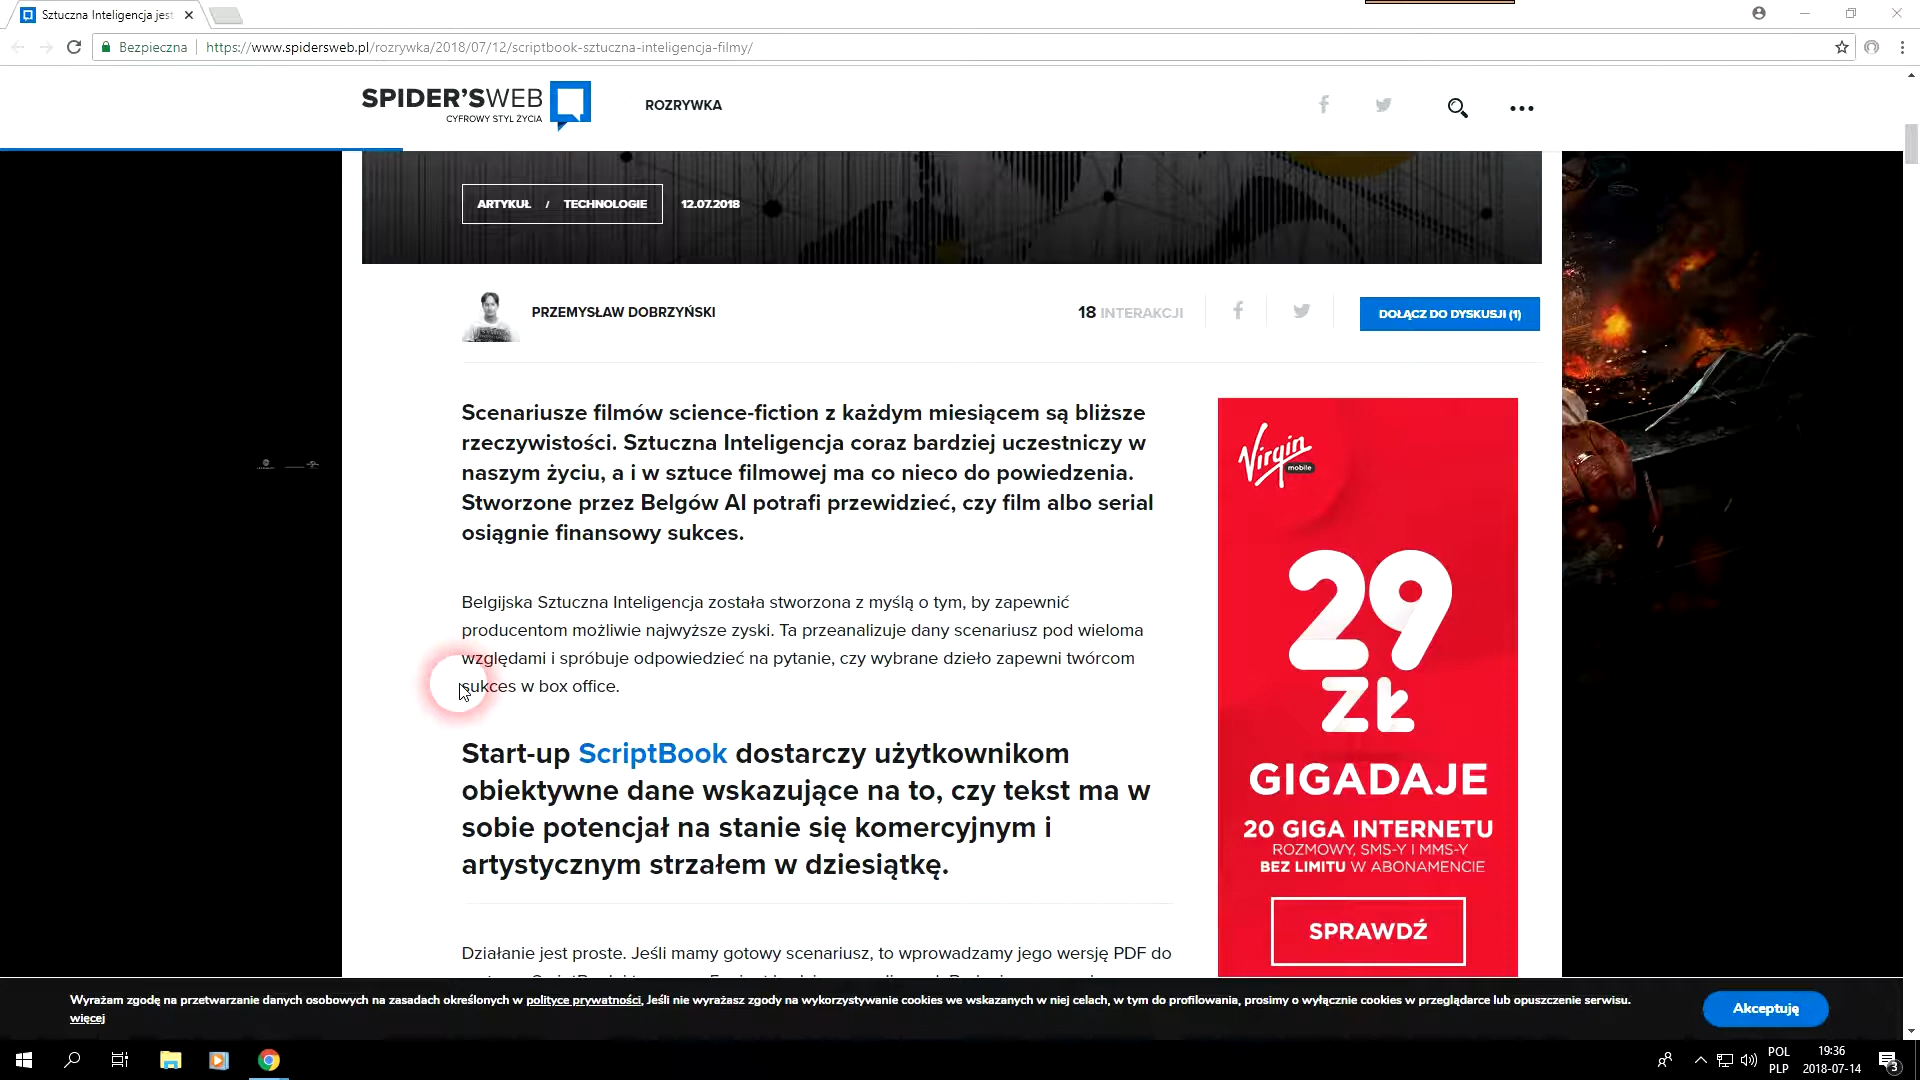 Sztuczna Inteligencja jest
Bezpieczna
https://www.spidersweb.pl/rozrywka/2018/07/12/scriptbook-sztuczna-inteligencja-filmy/
SPIDER'SWEB
CYFROWY STYL ŻYCIA
ROZRYWKA
ARTYKUŁ / TECHNOLOGIE 12.07.2018
PRZEMYSŁAW DOBRZYŃSKI
18 INTERAKCJI
DOŁĄCZ DO DYSKUSJI (1)
Scenariusze filmów science-fiction z każdym miesiącem są bliższe
rzeczywistości. Sztuczna Inteligencja coraz bardziej uczestniczy w
naszym życiu, a i w sztuce filmowej ma co nieco do powiedzenia.
Stworzone przez Belgów AI potrafi przewidzieć, czy film albo serial
osiągnie finansowy sukces.
Belgijska Sztuczna Inteligencja została stworzona z myślą o tym, by zapewnić
producentom możliwie najwyższe zyski. Ta przeanalizuje dany scenariusz pod wieloma
względami i spróbuje odpowiedzieć na pytanie, czy wybrane dzieło zapewni twórcom
sukces w box office.
Start-up ScriptBook dostarczy użytkownikom
obiektywne dane wskazujące na to, czy tekst ma w
sobie potencjał na stanie się komercyjnym i
artystycznym strzałem w dziesiątkę.
Działanie jest proste. Jeśli mamy gotowy scenariusz, to wprowadzamy jego wersję PDF do
Virgin
mobile
29
ZŁ
GIGADAJE
20 GIGA INTERNETU
ROZMOWY, SMS-Y I MMS-Y
BEZ LIMITU W ABONAMENCIE
SPRAWDŹ
Wyrażam zgodę na przetwarzanie danych osobowych na zasadach określonych w polityce prywatności, Jeśli nie wyrażasz zgody na wykorzystywanie cookies we wskazanych w niej celach, w tym do profilowania, prosimy o wyłącznie cookies w przeglądarce lub opuszczenie serwisu.
więcej
Akceptuję
POL
PLP
19:36
2018-07-14
3